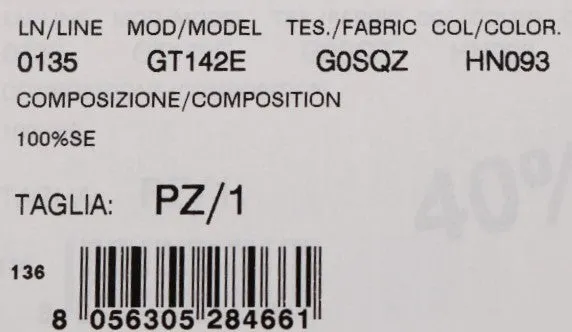 LN/LINE MOD/MODEL TES./FABRIC COL/COLOR.
0135 GT142E G0SQZ HN093
COMPOSIZIONE/COMPOSITION
100%SE
TAGLIA: PZ/1
40%
136
8 056305 284661